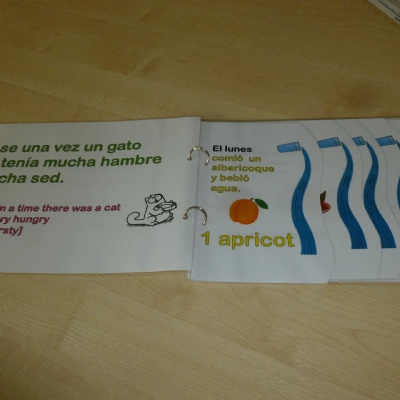 se una vez un gato
tenía mucha hambre
cha sed.
a time there was a cat
ry hungry
rsty]
El lunes
comió un
albaricoque
y bebió
agua.
1 apricot